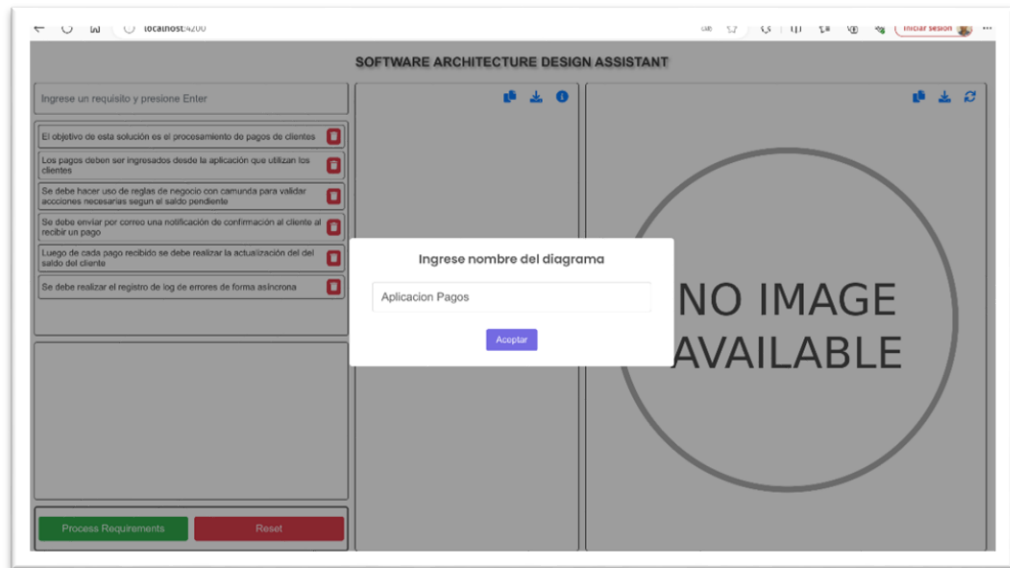 localhost:4200
Iniciar sesión
SOFTWARE ARCHITECTURE DESIGN ASSISTANT
Ingrese un requisito y presione Enter
El objetivo de esta solución es el procesamiento de pagos de clientes
Los pagos deben ser ingresados desde la aplicación que utilizan los
clientes
Se debe hacer uso de reglas de negocio con camunda para validar
accciones necesarias segun el saldo pendiente
Se debe enviar por correo una notificación de confirmación al cliente al
recibir un pago
Luego de cada pago recibido se debe realizar la actualización del del
saldo del cliente
Se debe realizar el registro de log de errores de forma asíncrona
Ingrese nombre del diagrama
Aplicacion Pagos
Aceptar
NO IMAGE
AVAILABLE
Process Requirements
Reset